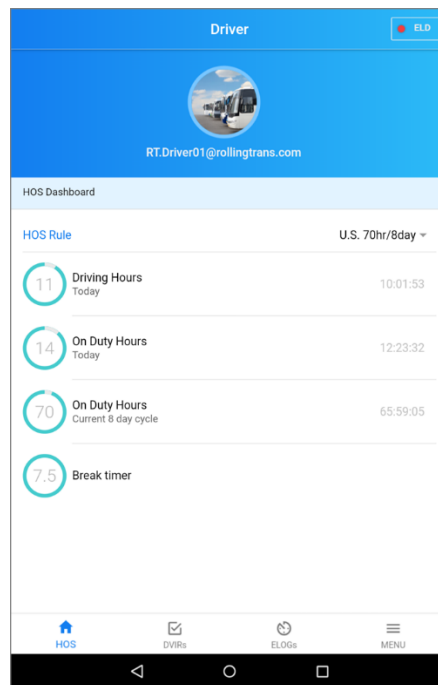 Driver
ELD
RT.Driver01@rollingtrans.com
HOS Dashboard
HOS Rule
U.S. 70hr/8day
11
Driving Hours
Today
10:01:53
14
On Duty Hours
Today
12:23:32
70
On Duty Hours
Current 8 day cycle
65:59:05
7.5
Break timer
HOS
DVIRs
ELOGs
MENU